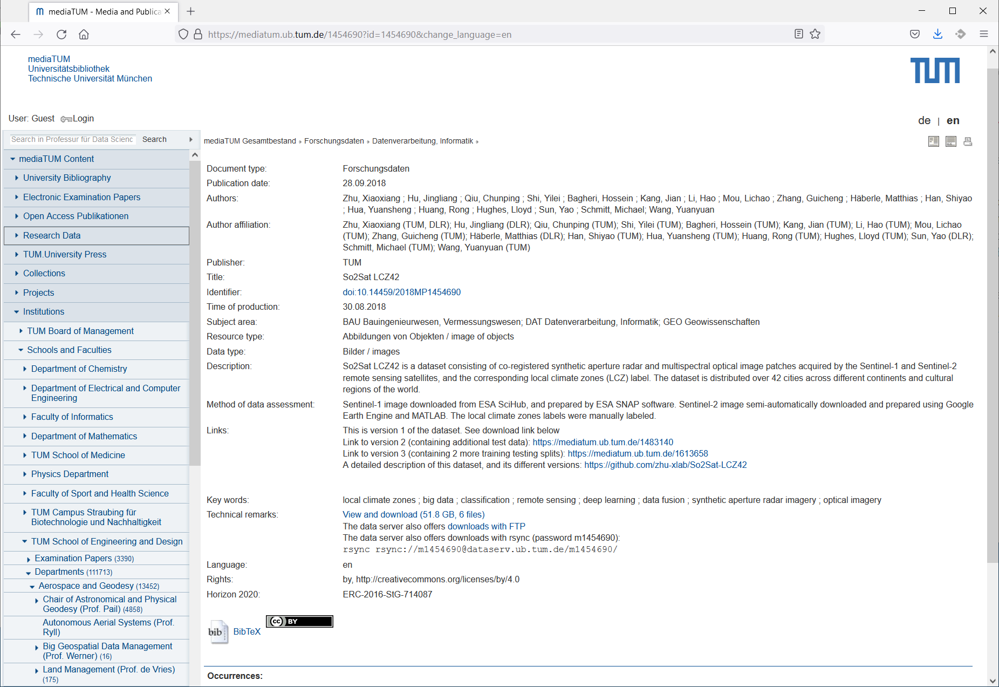 mediaTUM - Media and Publica
https://mediatum.ub.tum.de/1454690?id=1454690&change_language=en
mediaTUM
Universitätsbibliothek
Technische Universität München
TUM
User: Guest Login
de | en
Search in Professur für Data Scienc Search
mediaTUM Gesamtbestand Forschungsdaten Datenverarbeitung, Informatik
mediaTUM Content
University Bibliography
Electronic Examination Papers
Open Access Publikationen
Research Data
TUM.University Press
Collections
Projects
Institutions
TUM Board of Management
Schools and Faculties
Department of Chemistry
Department of Electrical and Computer
Engineering
Faculty of Informatics
Department of Mathematics
TUM School of Medicine
Physics Department
Faculty of Sport and Health Science
TUM Campus Straubing für
Biotechnologie und Nachhaltigkeit
TUM School of Engineering and Design
Examination Papers (3390)
Departments (111713)
Aerospace and Geodesy (13452)
Chair of Astronomical and Physical
Geodesy (Prof. Pail) (4858)
Autonomous Aerial Systems (Prof.
Ryll)
Big Geospatial Data Management
(Prof. Werner) (16)
Land Management (Prof. de Vries)
(175)
Document type: Forschungsdaten
Publication date: 28.09.2018
Authors: Zhu, Xiaoxiang ; Hu, Jingliang ; Qiu, Chunping ; Shi, Yilei ; Bagheri, Hossein ; Kang, Jian ; Li, Hao ; Mou, Lichao ; Zhang, Guicheng ; Häberle, Matthias ; Han, Shiyao
; Hua, Yuansheng ; Huang, Rong ; Hughes, Lloyd ; Sun, Yao ; Schmitt, Michael; Wang, Yuanyuan
Author affiliation: Zhu, Xiaoxiang (TUM, DLR); Hu, Jingliang (DLR); Qiu, Chunping (TUM); Shi, Yilei (TUM); Bagheri, Hossein (TUM); Kang, Jian (TUM); Li, Hao (TUM); Mou, Lichao
(TUM); Zhang, Guicheng (TUM); Häberle, Matthias (DLR); Han, Shiyao (TUM); Hua, Yuansheng (TUM); Huang, Rong (TUM); Hughes, Lloyd (TUM); Sun, Yao (DLR);
Schmitt, Michael (TUM); Wang, Yuanyuan (TUM)
Publisher: TUM
Title: So2Sat LCZ42
Identifier: doi:10.14459/2018MP1454690
Time of production: 30.08.2018
Subject area: BAU Bauingenieurwesen, Vermessungswesen; DAT Datenverarbeitung, Informatik; GEO Geowissenschaften
Resource type: Abbildungen von Objekten / image of objects
Data type: Bilder / images
Description: So2Sat LCZ42 is a dataset consisting of co-registered synthetic aperture radar and multispectral optical image patches acquired by the Sentinel-1 and Sentinel-2
remote sensing satellites, and the corresponding local climate zones (LCZ) label. The dataset is distributed over 42 cities across different continents and cultural
regions of the world.
Method of data assessment: Sentinel-1 image downloaded from ESA SciHub, and prepared by ESA SNAP software. Sentinel-2 image semi-automatically downloaded and prepared using Google
Earth Engine and MATLAB. The local climate zones labels were manually labeled.
Links: This is version 1 of the dataset. See download link below
Link to version 2 (containing additional test data): https://mediatum.ub.tum.de/1483140
Link to version 3 (containing 2 more training testing splits): https://mediatum.ub.tum.de/1613658
A detailed description of this dataset, and its different versions: https://github.com/zhu-xlab/So2Sat-LCZ42
Key words: local climate zones ; big data ; classification ; remote sensing ; deep learning ; data fusion ; synthetic aperture radar imagery ; optical imagery
Technical remarks: View and download (51.8 GB, 6 files)
The data server also offers downloads with FTP
The data server also offers downloads with rsync (password m1454690):
rsync rsync://m1454690@dataserv.ub.tum.de/m1454690/
Language: en
Rights: by, http://creativecommons.org/licenses/by/4.0
Horizon 2020: ERC-2016-StG-714087
bib BibTeX cc BY
Occurrences: